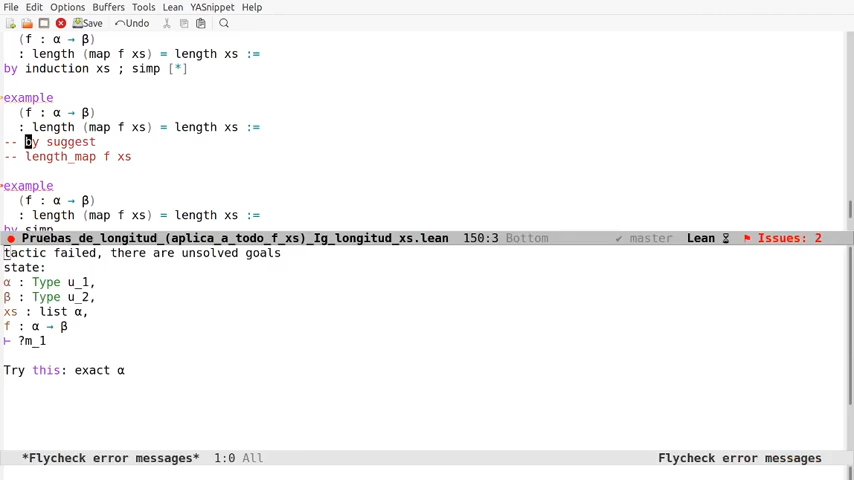 File Edit Options Buffers Tools Lean YASnippet Help
Save Undo
(f : α → β)
: length (map f xs) = length xs :=
by induction xs ; simp [*]
example
(f : α → β)
: length (map f xs) = length xs :=
-- by suggest
-- length_map f xs
example
(f : α → β)
: length (map f xs) = length xs :=
by simp
Pruebas_de_longitud_(aplica_a_todo_f_xs)_Ig_longitud_xs.lean 150:3 Bottom ✔ master Lean ⌛ ⚑ Issues: 2
tactic failed, there are unsolved goals
state:
α : Type u_1,
β : Type u_2,
xs : list α,
f : α → β
⊢ ?m_1
Try this: exact α
*Flycheck error messages* 1:0 All Flycheck error messages